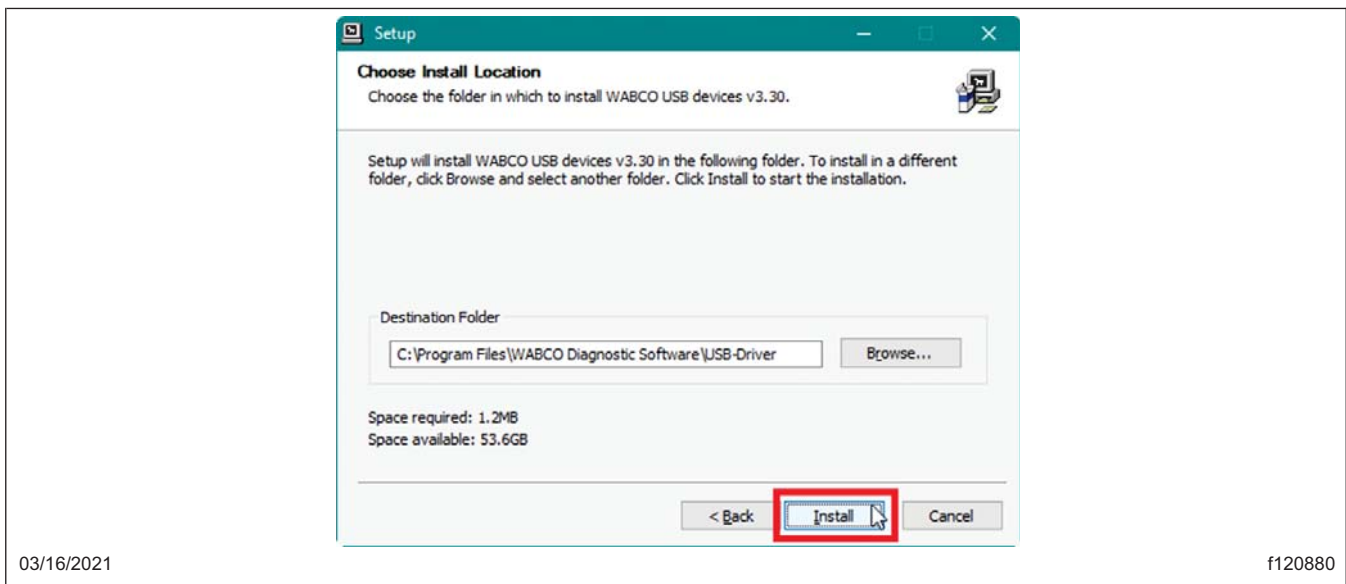 Setup
Choose Install Location
Choose the folder in which to install WABCO USB devices v3.30.
Setup will install WABCO USB devices v3.30 in the following folder. To install in a different
folder, click Browse and select another folder. Click Install to start the installation.
Destination Folder
C:\Program Files\WABCO Diagnostic Software\USB-Driver
Browse...
Space required: 1.2MB
Space available: 53.6GB
< Back
Install
Cancel
03/16/2021
f120880